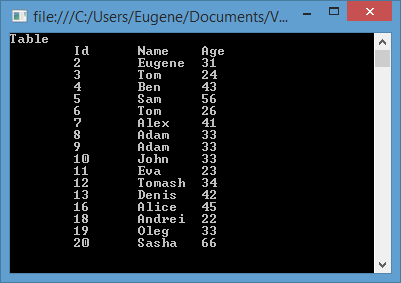 file:///C:/Users/Eugene/Documents/V...
Table
Id Name Age
2 Eugene 31
3 Tom 24
4 Ben 43
5 Sam 56
6 Tom 26
7 Alex 41
8 Adam 33
9 Adam 33
10 John 33
11 Eva 23
12 Tomash 34
13 Denis 42
16 Alice 45
18 Andrei 22
19 Oleg 33
20 Sasha 66